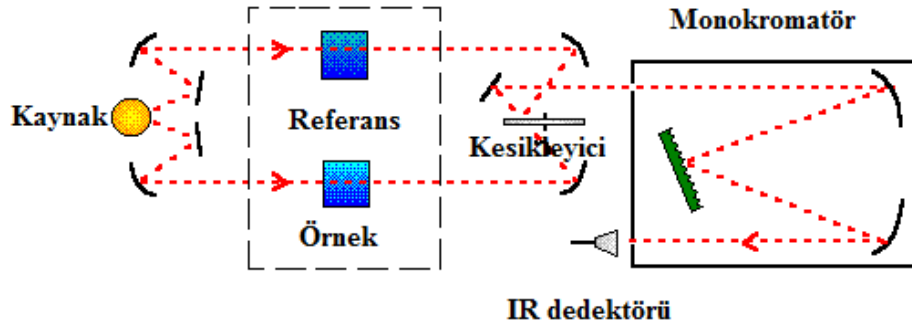 Monokromatör
Kaynak
Referans
Kesikleyici
Örnek
IR dedektörü